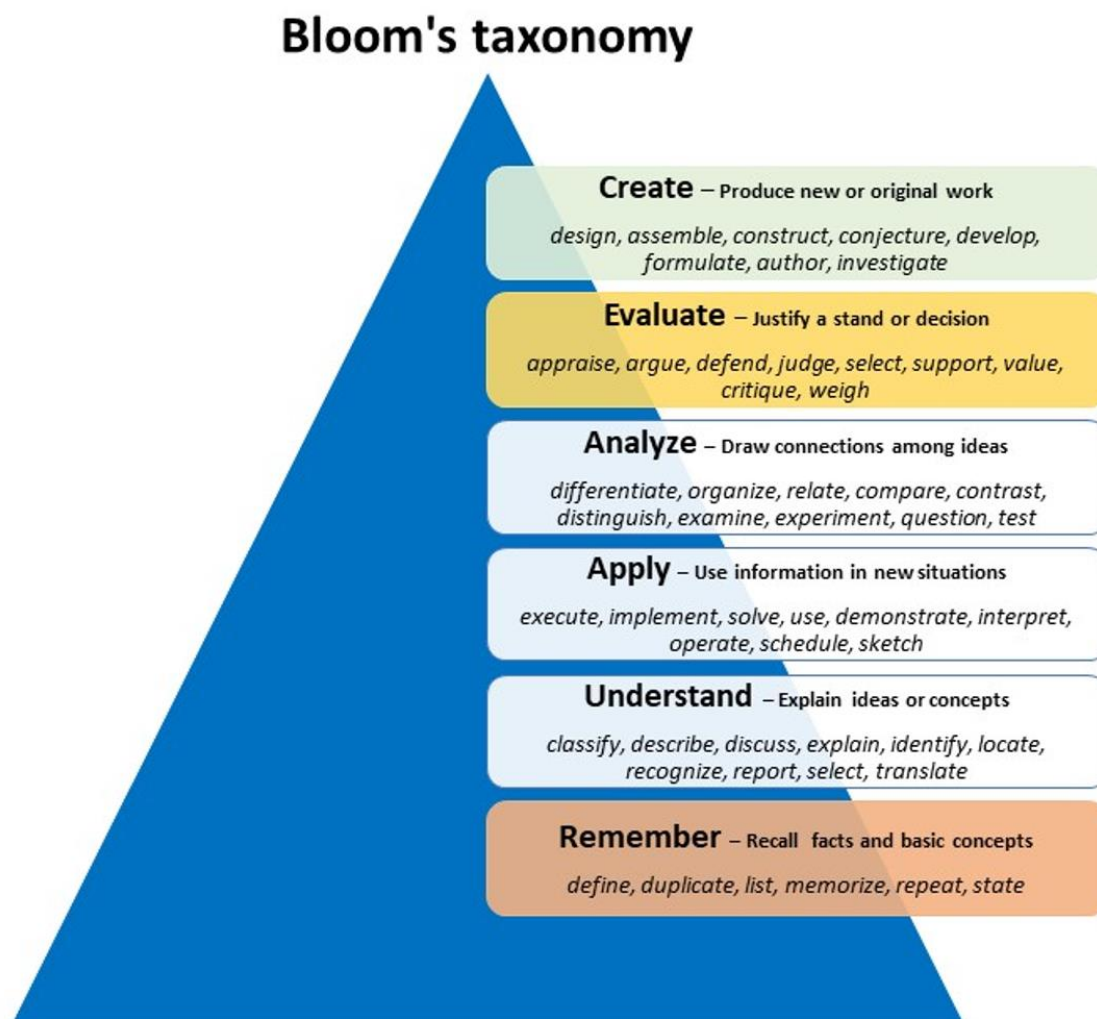 Bloom's taxonomy
Create – Produce new or original work
design, assemble, construct, conjecture, develop,
formulate, author, investigate
Evaluate – Justify a stand or decision
appraise, argue, defend, judge, select, support, value,
critique, weigh
Analyze – Draw connections among ideas
differentiate, organize, relate, compare, contrast,
distinguish, examine, experiment, question, test
Apply – Use information in new situations
execute, implement, solve, use, demonstrate, interpret,
operate, schedule, sketch
Understand – Explain ideas or concepts
classify, describe, discuss, explain, identify, locate,
recognize, report, select, translate
Remember – Recall facts and basic concepts
define, duplicate, list, memorize, repeat, state